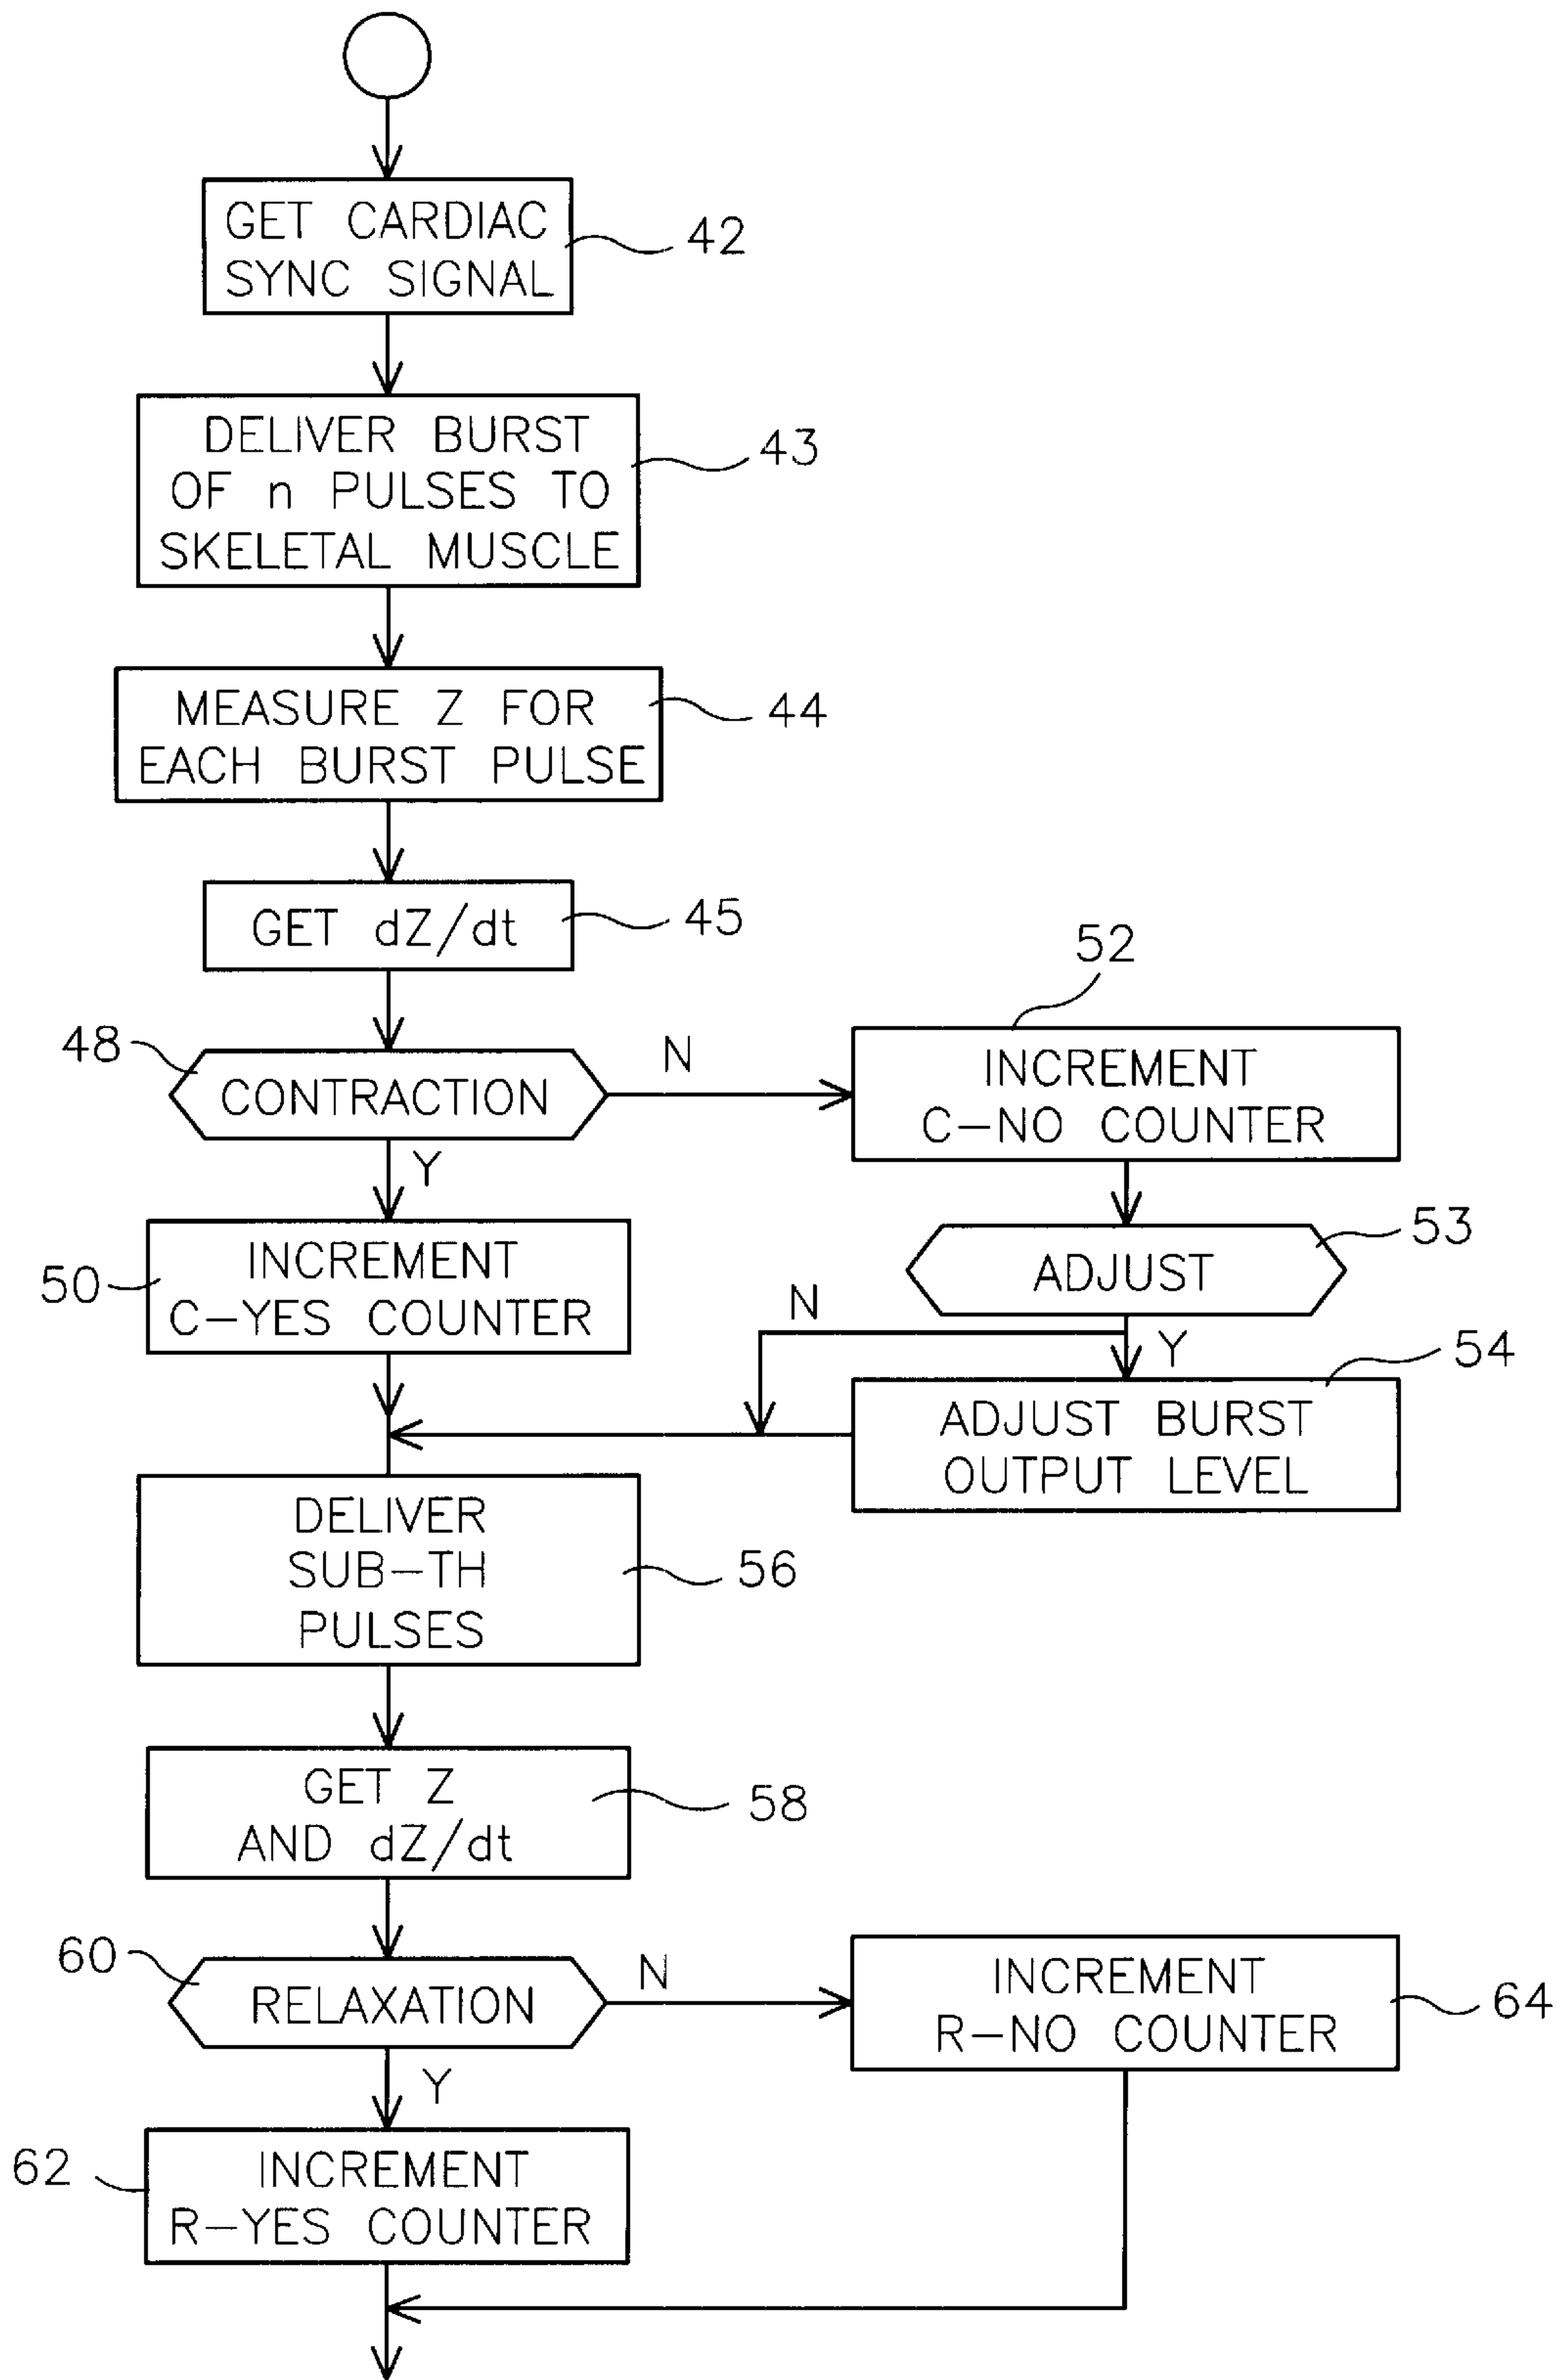 GET CARDIAC
SYNC SIGNAL
42
DELIVER BURST
OF n PULSES TO
SKELETAL MUSCLE
43
MEASURE Z FOR
EACH BURST PULSE
44
GET dZ/dt
45
48
CONTRACTION
N
Y
52
INCREMENT
C-NO COUNTER
50
INCREMENT
C-YES COUNTER
53
ADJUST
N
Y
54
ADJUST BURST
OUTPUT LEVEL
DELIVER
SUB-TH
PULSES
56
GET Z
AND dZ/dt
58
60
RELAXATION
N
Y
INCREMENT
R-NO COUNTER
64
62
INCREMENT
R-YES COUNTER